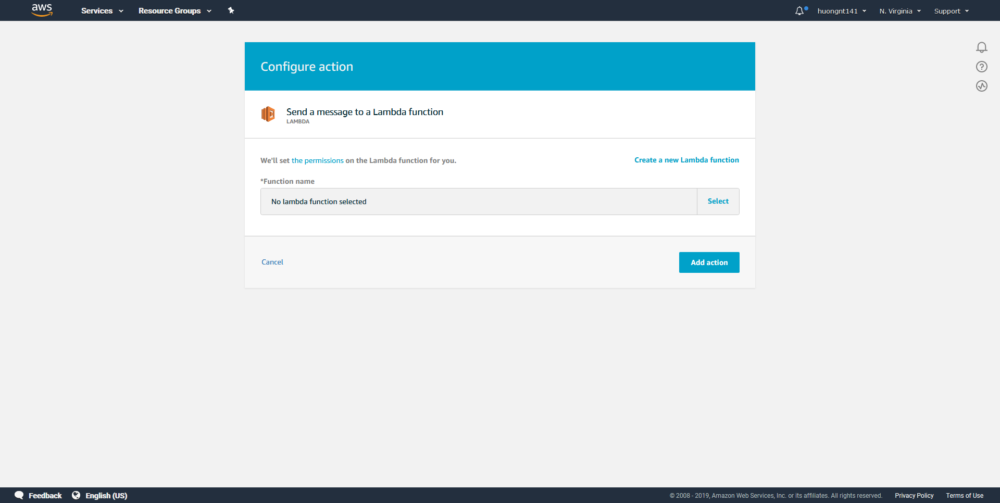 aws Services Resource Groups huongnt141 N. Virginia Support
Configure action
Send a message to a Lambda function
LAMBDA
We'll set the permissions on the Lambda function for you. Create a new Lambda function
*Function name
No lambda function selected Select
Cancel Add action
Feedback English (US) © 2008 - 2019, Amazon Web Services, Inc. or its affiliates. All rights reserved. Privacy Policy Terms of Use